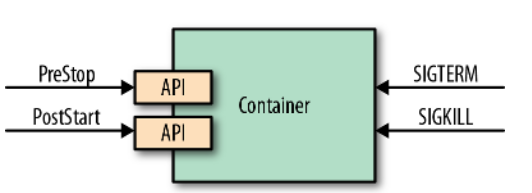 PreStop
API
SIGTERM
Container
PostStart
API
SIGKILL